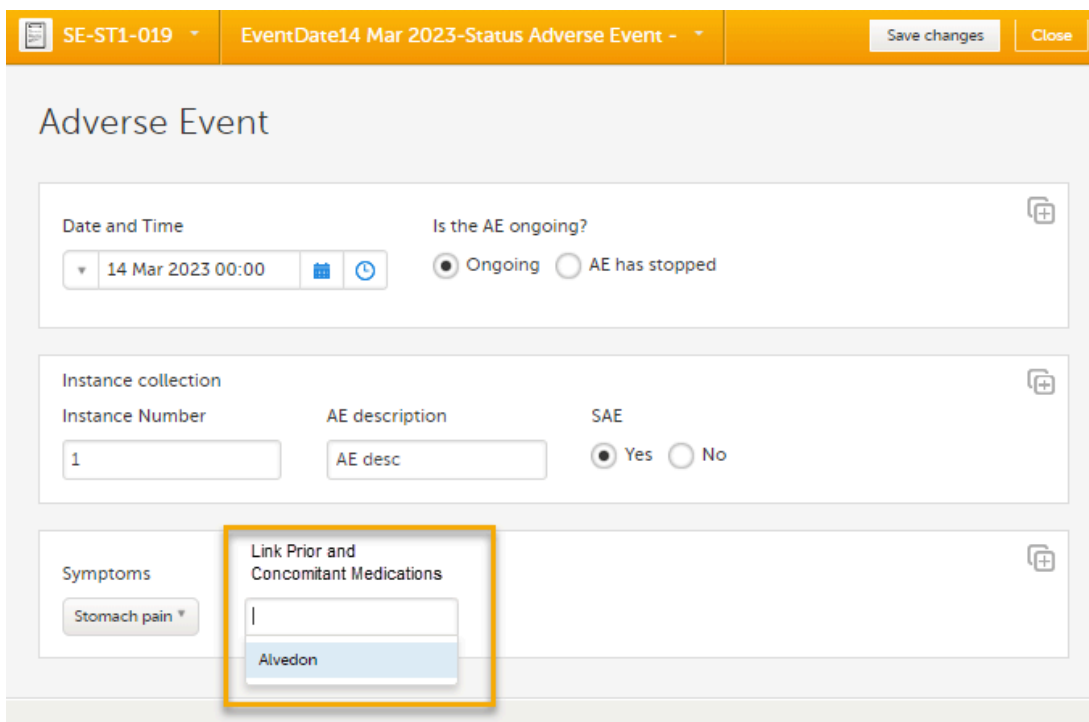 SE-ST1-019
EventDate14 Mar 2023-Status Adverse Event -
Save changes
Close
Adverse Event
Date and Time
Is the AE ongoing?
14 Mar 2023 00:00
Ongoing
AE has stopped
Instance collection
Instance Number
AE description
SAE
1
AE desc
Yes
No
Symptoms
Link Prior and
Concomitant Medications
Stomach pain
Alvedon